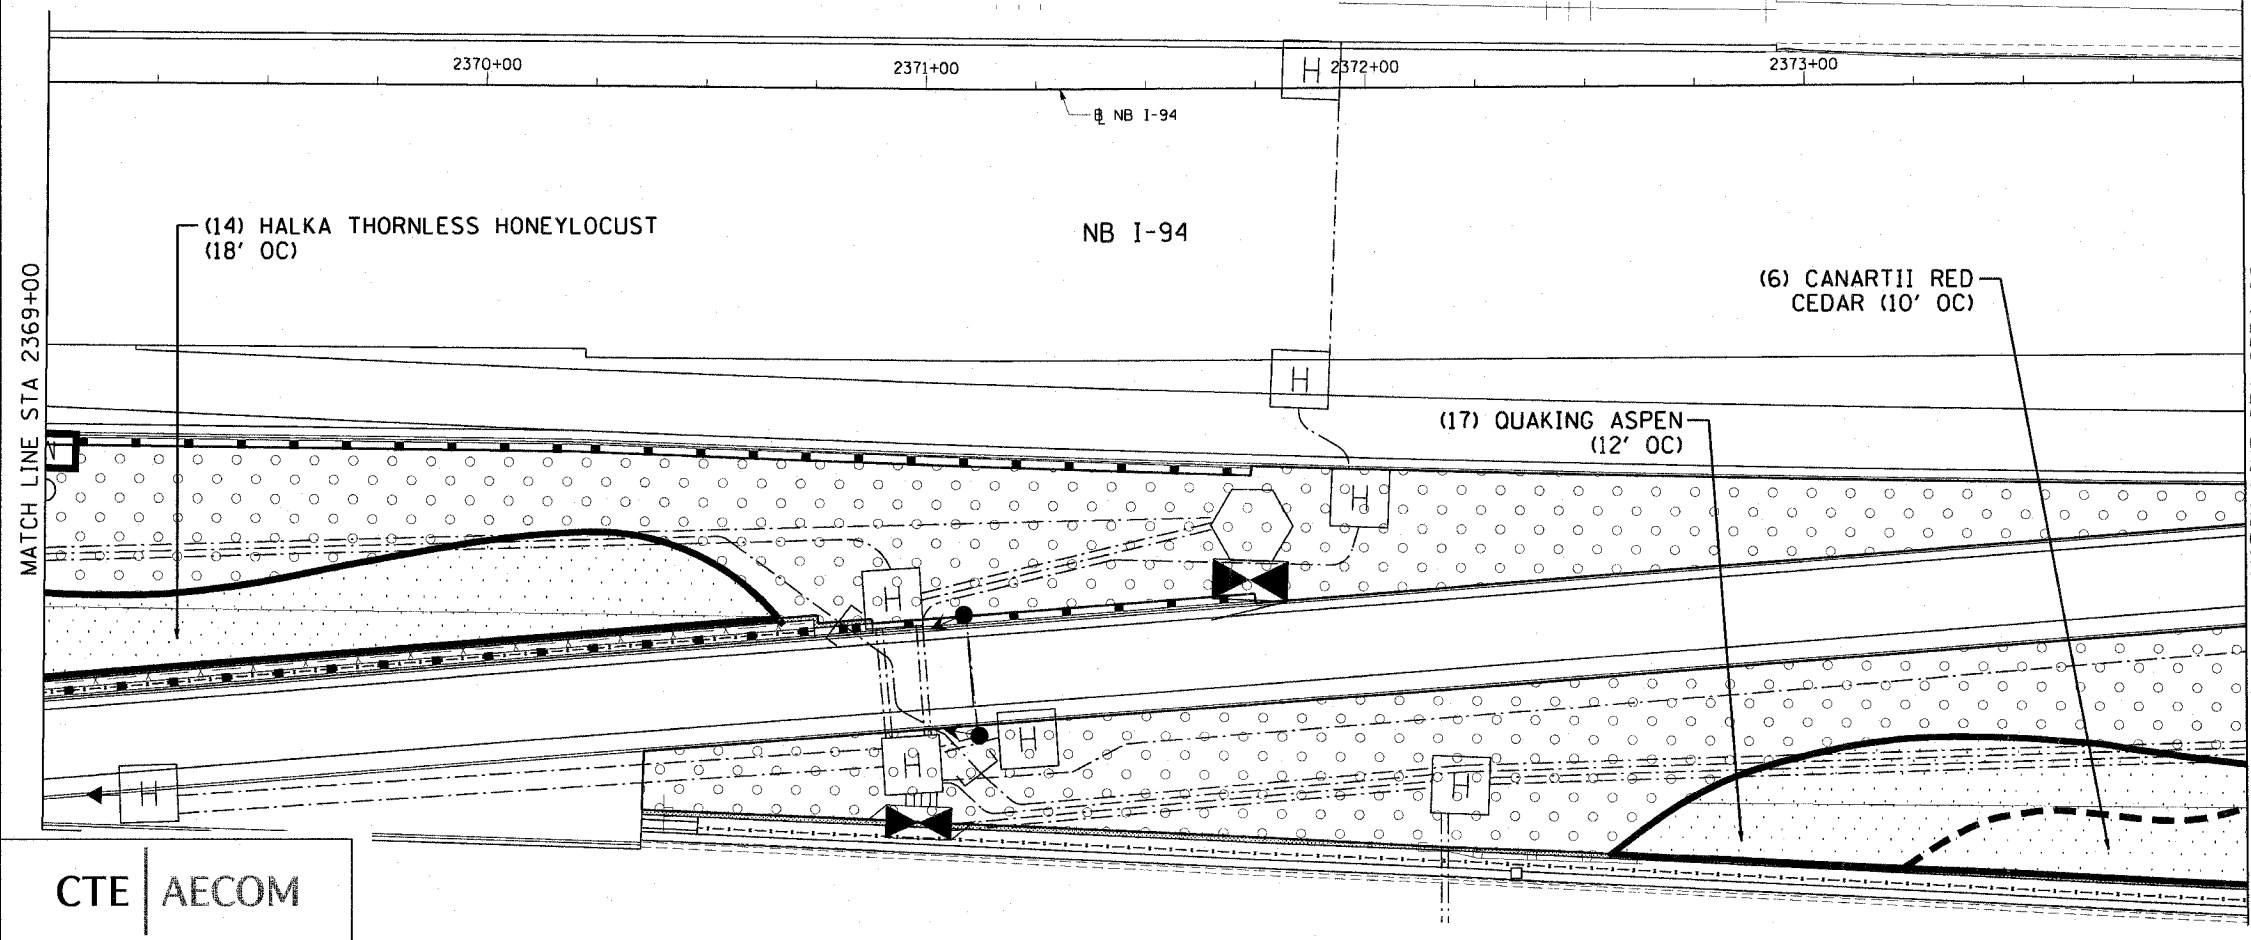 2370+00
2371+00
H
2372+00
2373+00
℄ NB I-94
(14) HALKA THORNLESS HONEYLOCUST
(18' OC)
NB I-94
(6) CANARTII RED
CEDAR (10' OC)
MATCH LINE STA 2369+00
H
(17) QUAKING ASPEN
(12' OC)
N
H
H
H
H
H
H
CTE | AECOM